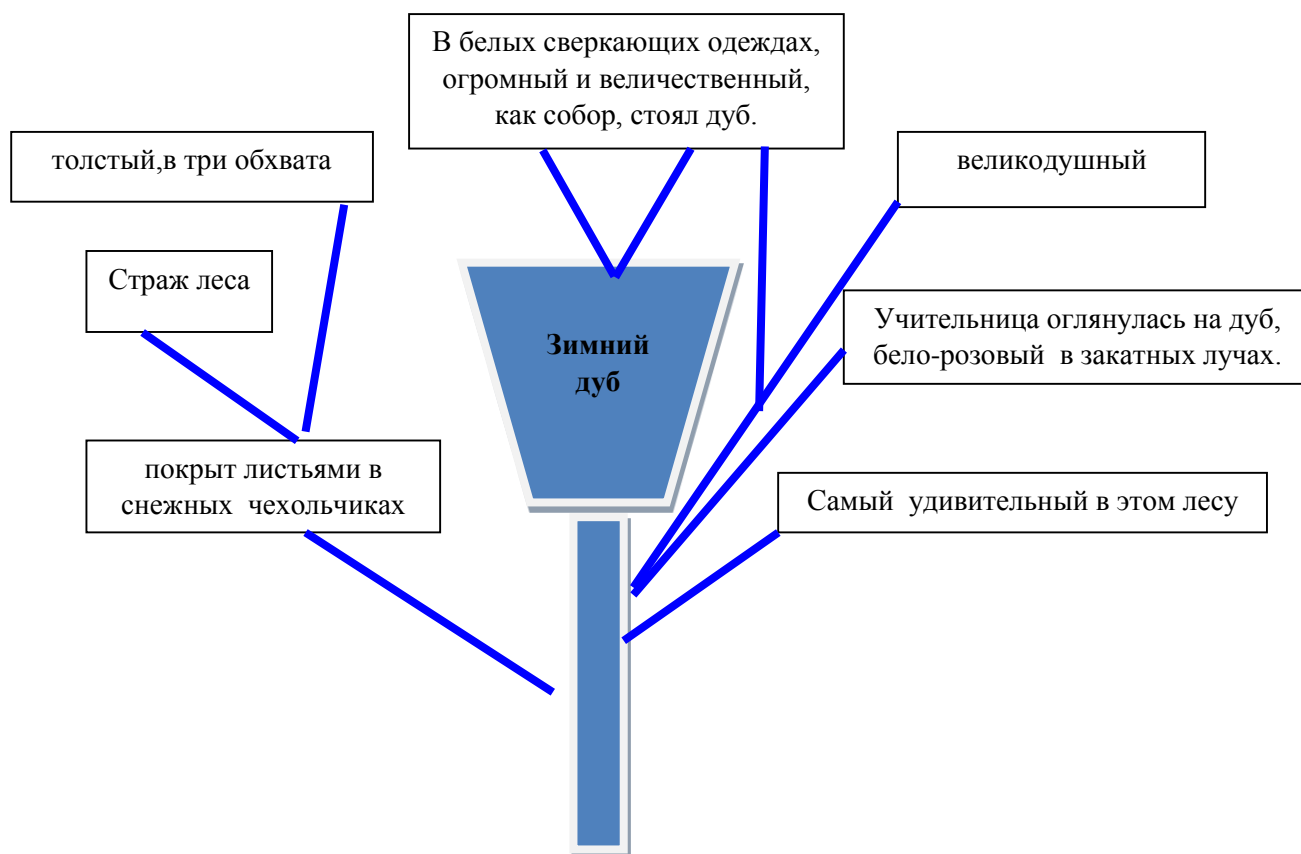 В белых сверкающих одеждах,
огромный и величественный,
как собор, стоял дуб.
толстый,в три обхвата
великодушный
Страж леса
Учительница оглянулась на дуб,
бело-розовый в закатных лучах.
Зимний
дуб
покрыт листьями в
снежных чехольчиках
Самый удивительный в этом лесу